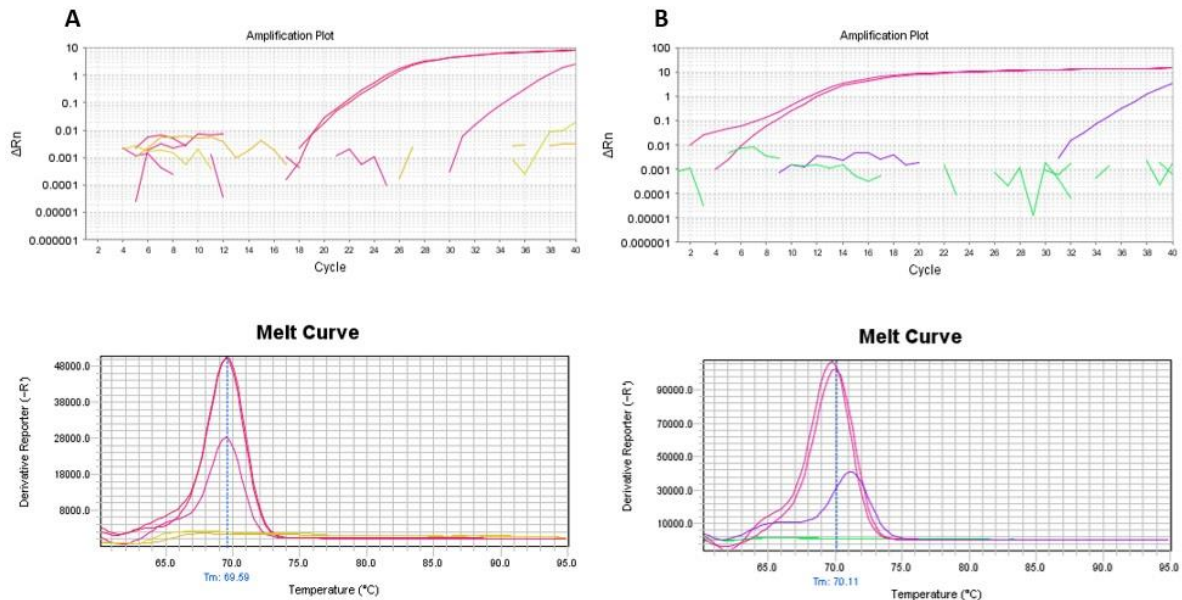 A
Amplification Plot
10
1
0.1
0.01
0.001
0.0001
0.00001
0.000001
ΔRn
2 4 6 8 10 12 14 16 18 20 22 24 26 28 30 32 34 36 38 40
Cycle
B
Amplification Plot
100
10
1
0.1
0.01
0.001
0.0001
0.00001
0.000001
ΔRn
2 4 6 8 10 12 14 16 18 20 22 24 26 28 30 32 34 36 38 40
Cycle
Melt Curve
48000.0
38000.0
28000.0
18000.0
8000.0
Derivative Reporter (-R')
65.0 70.0 75.0 80.0 85.0 90.0 95.0
Tm: 69.59
Temperature (°C)
Melt Curve
90000.0
70000.0
50000.0
30000.0
10000.0
Derivative Reporter (-R')
65.0 70.0 75.0 80.0 85.0 90.0 95.0
Tm: 70.11
Temperature (°C)